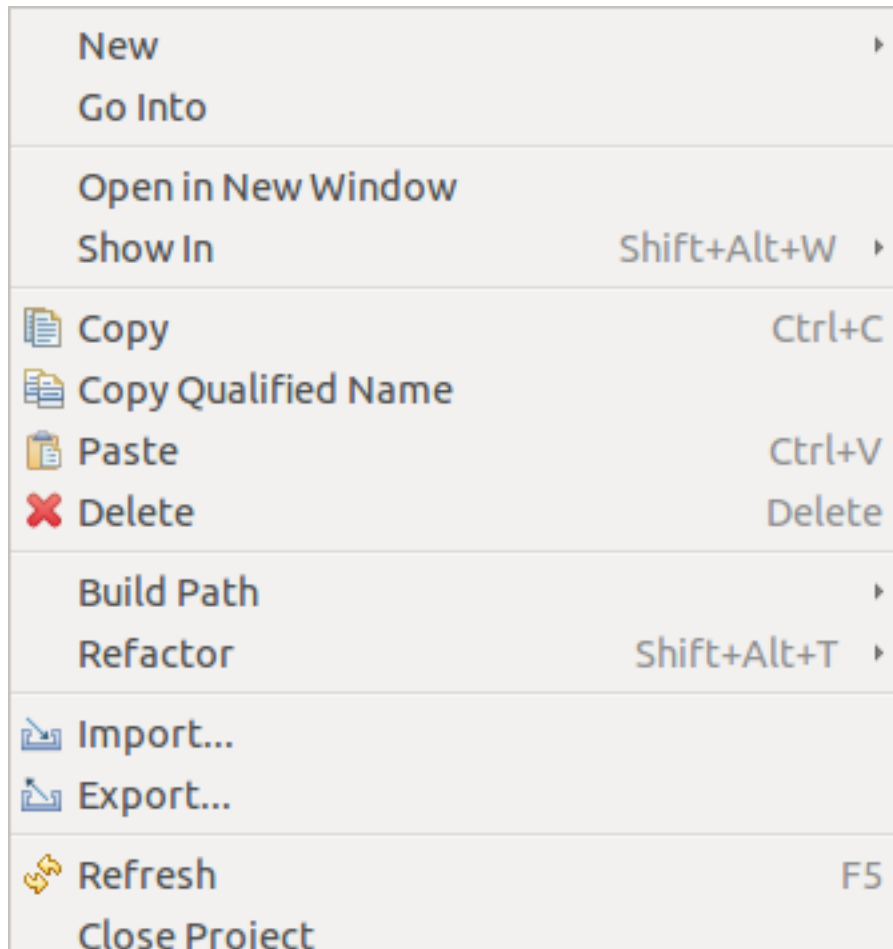 New
Go Into
Open in New Window
Show In Shift+Alt+W
Copy Ctrl+C
Copy Qualified Name
Paste Ctrl+V
Delete Delete
Build Path
Refactor Shift+Alt+T
Import...
Export...
Refresh F5
Close Project